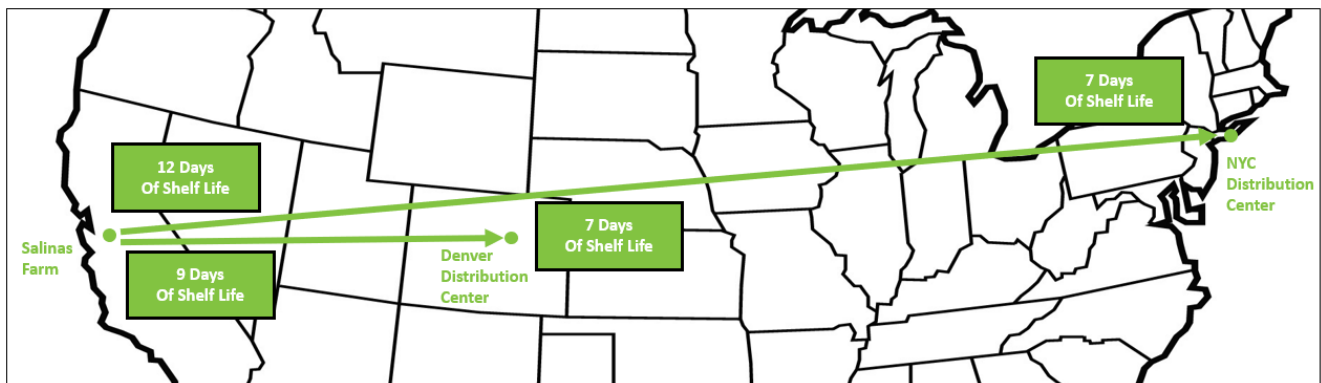 7 Days
Of Shelf Life
12 Days
Of Shelf Life
NYC
Distribution
Center
7 Days
Of Shelf Life
Salinas
Farm
Denver
Distribution
Center
9 Days
Of Shelf Life